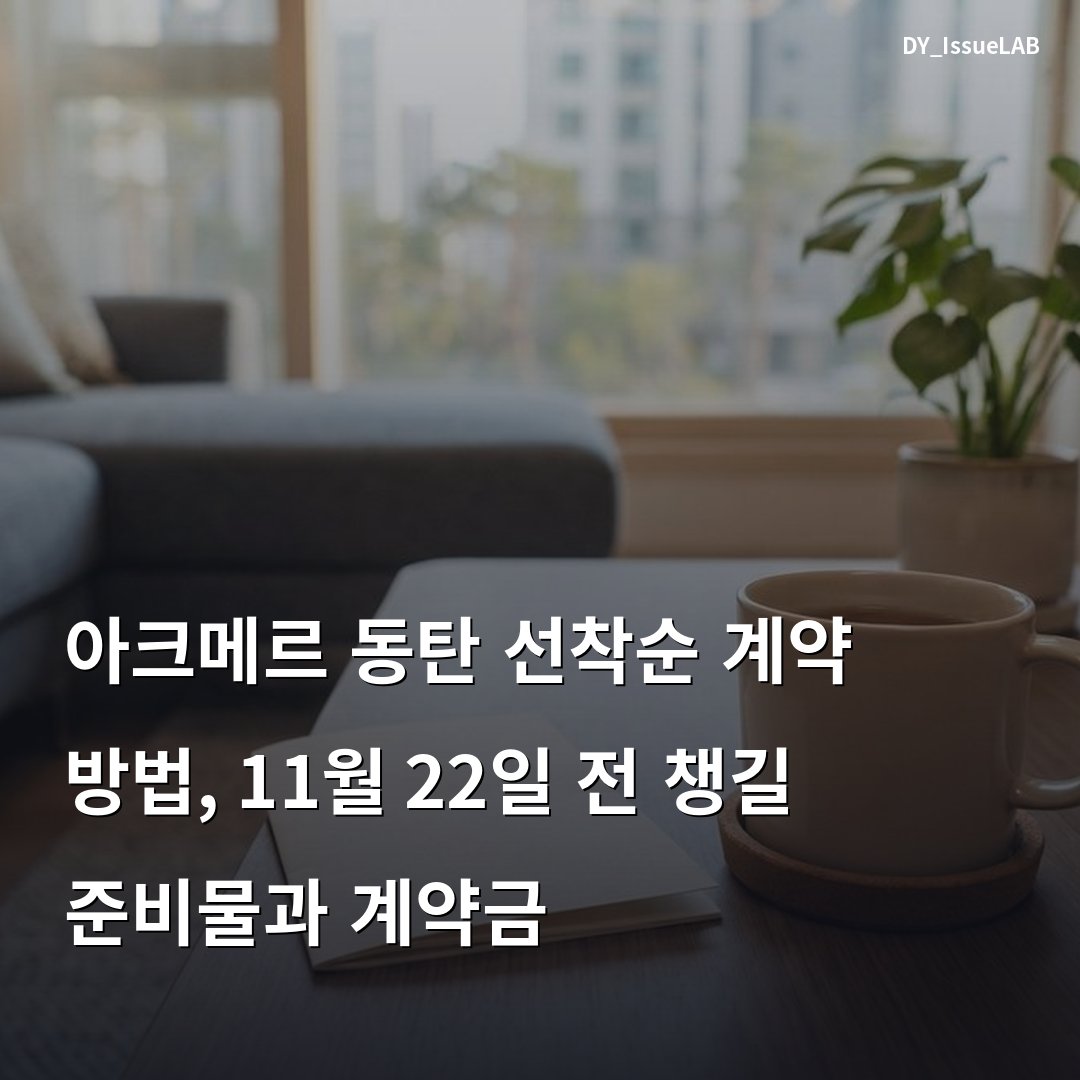 DY_IssueLAB
아크메르 동탄 선착순 계약
방법, 11월 22일 전 챙길
준비물과 계약금